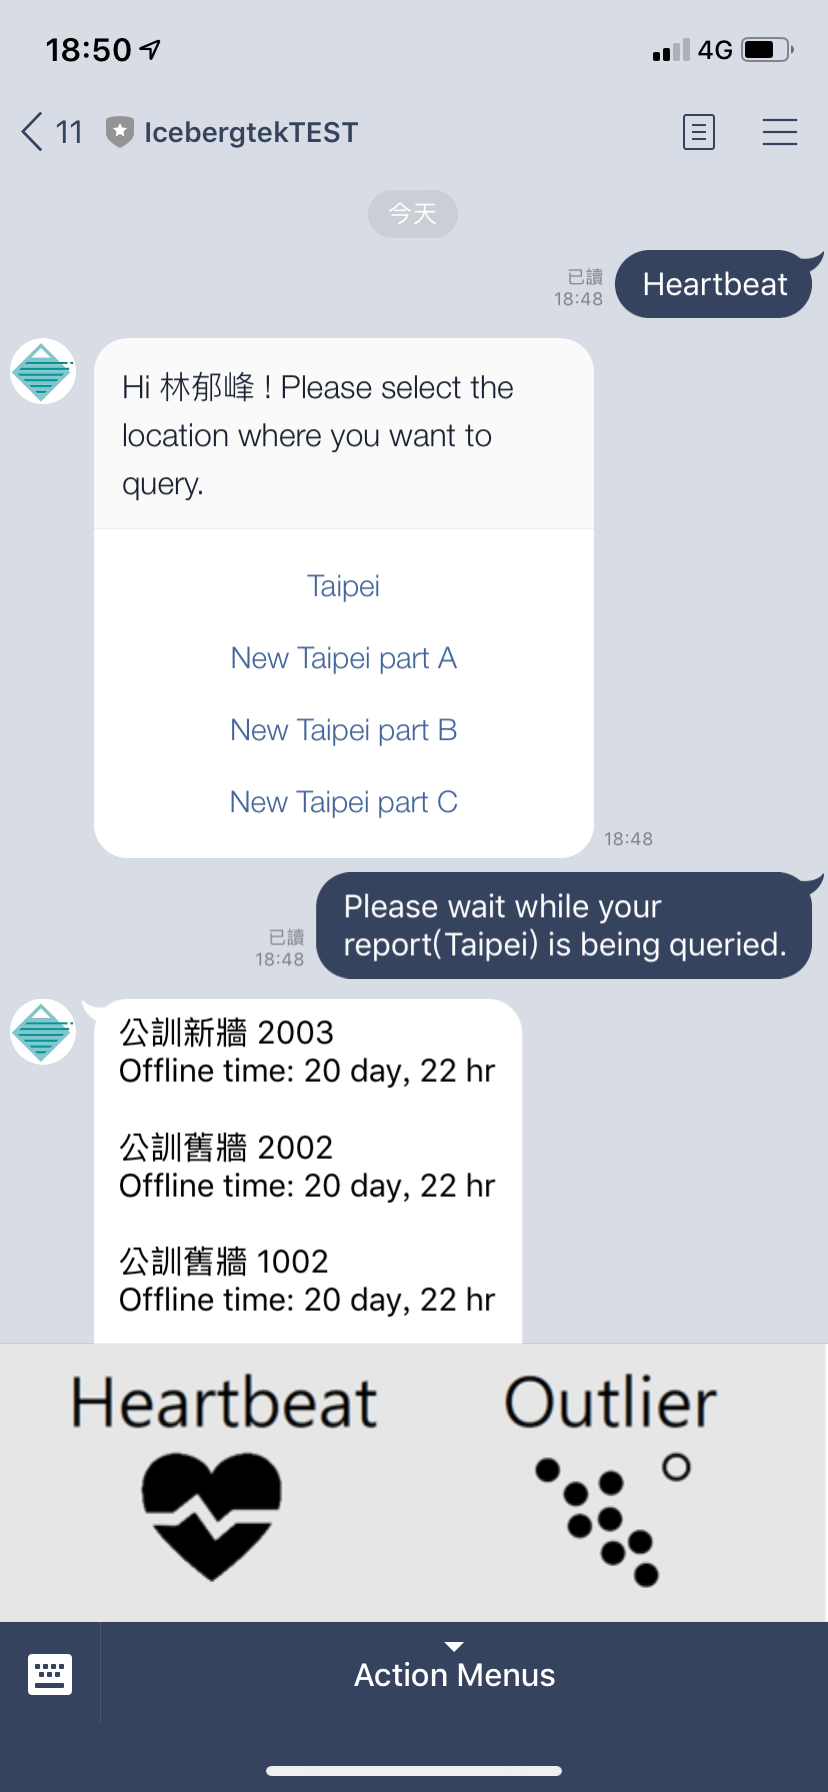 18:50
4G
11 IcebergtekTEST
今天
已讀
18:48
Heartbeat
Hi 林郁峰 ! Please select the
location where you want to
query.
Taipei
New Taipei part A
New Taipei part B
New Taipei part C
18:48
已讀
18:48
Please wait while your
report(Taipei) is being queried.
公訓新牆 2003
Offline time: 20 day, 22 hr
公訓舊牆 2002
Offline time: 20 day, 22 hr
公訓舊牆 1002
Offline time: 20 day, 22 hr
Heartbeat
Outlier
Action Menus